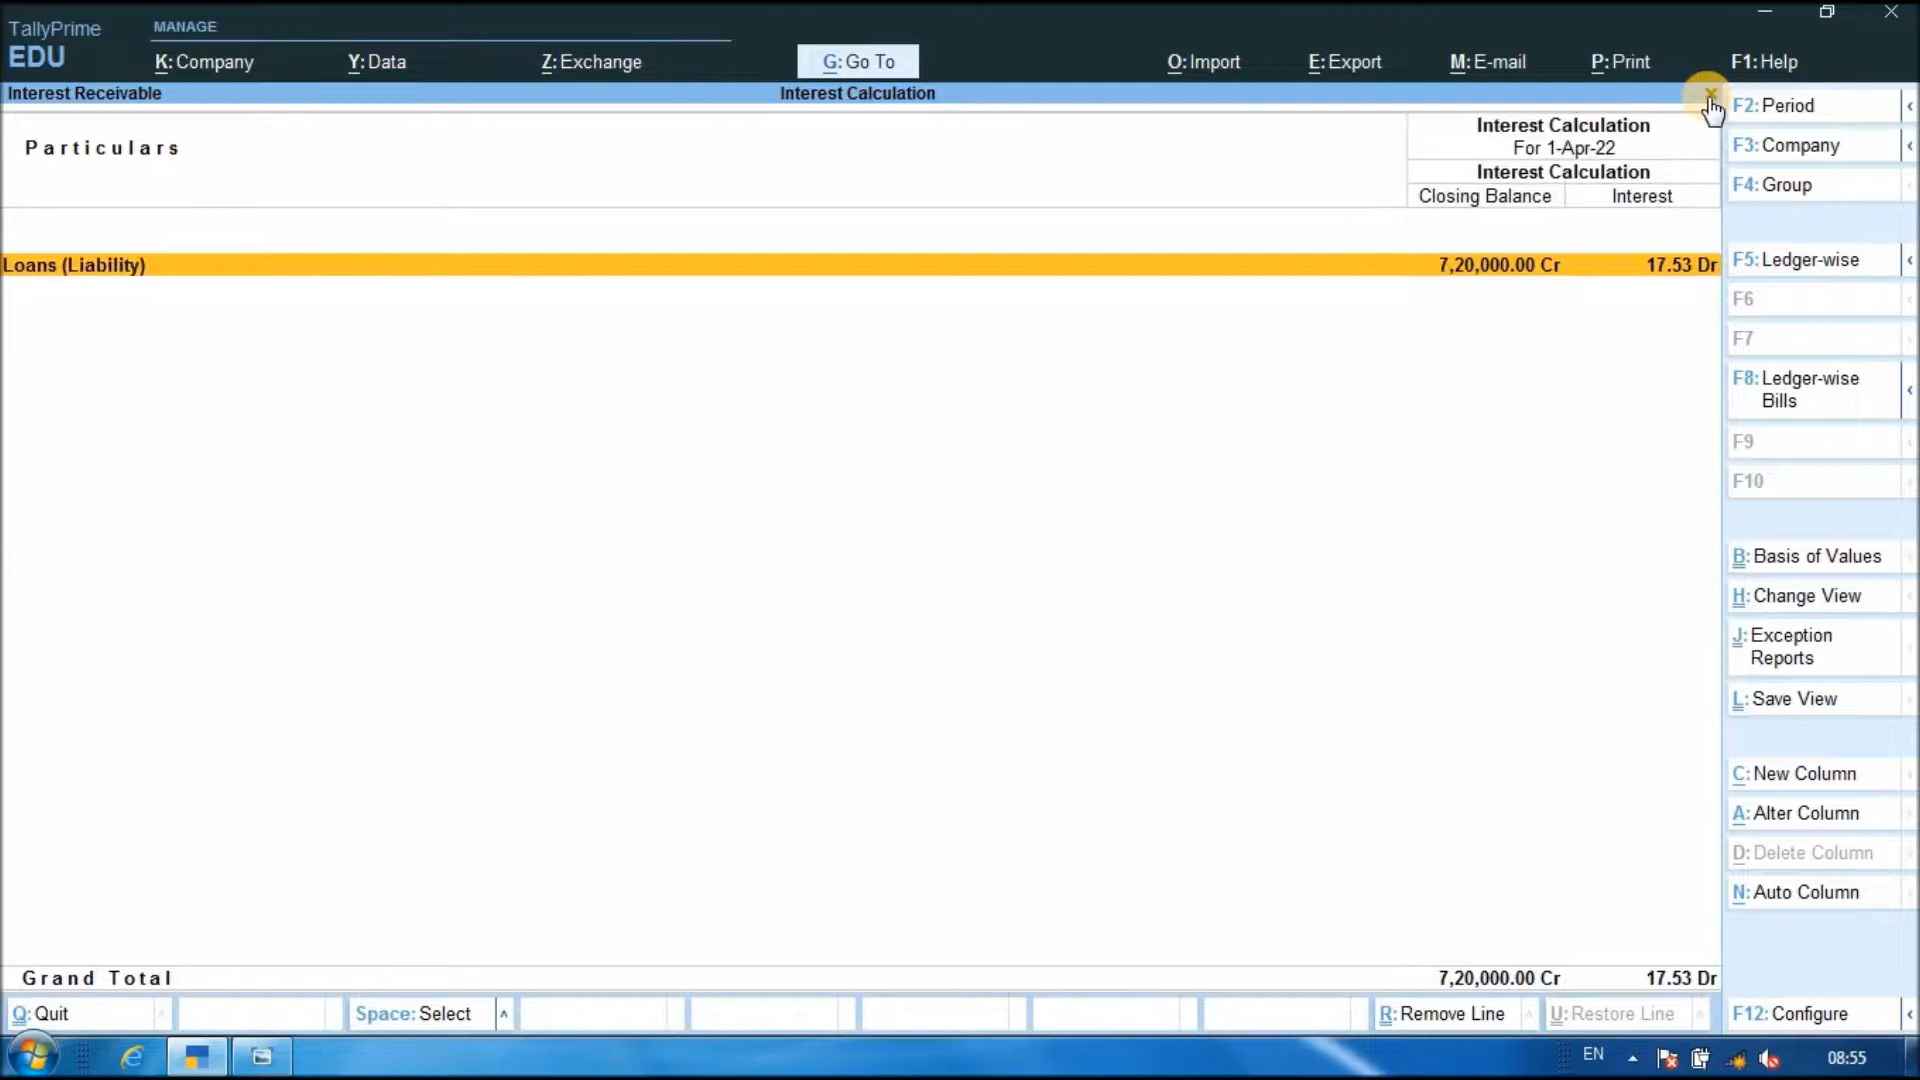 TallyPrime
EDU
MANAGE
K: Company
Y: Data
Z: Exchange
G: Go To
O: Import
E: Export
M: E-mail
P: Print
F1: Help
Interest Receivable
Interest Calculation
Particulars
Interest Calculation
For 1-Apr-22
Interest Calculation
Closing Balance Interest
Loans (Liability) 7,20,000.00 Cr 17.53 Dr
Grand Total 7,20,000.00 Cr 17.53 Dr
F2: Period
F3: Company
F4: Group
F5: Ledger-wise
F6
F7
F8: Ledger-wise
Bills
F9
F10
B: Basis of Values
H: Change View
J: Exception
Reports
L: Save View
C: New Column
A: Alter Column
D: Delete Column
N: Auto Column
F12: Configure
Q: Quit
Space: Select
R: Remove Line
U: Restore Line
EN
08:55